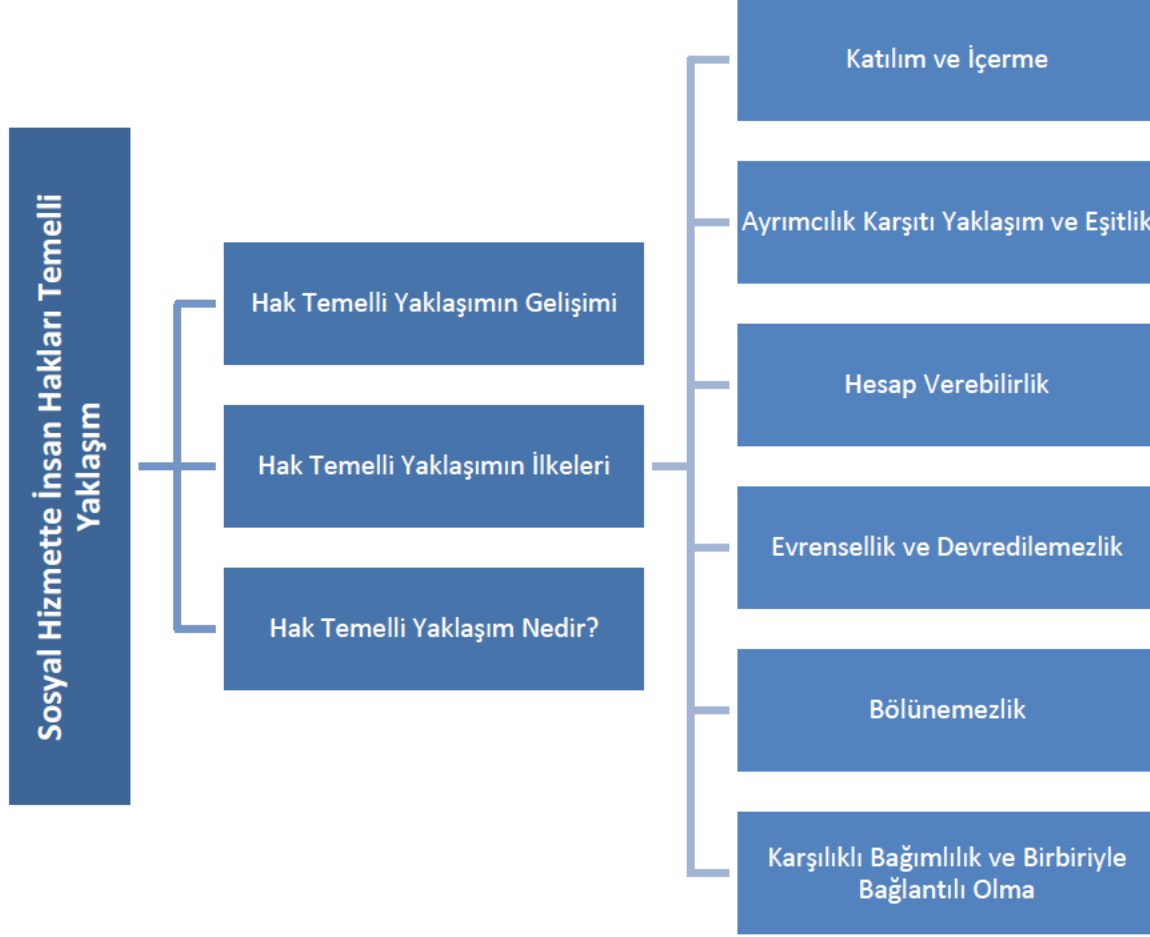 Sosyal Hizmette İnsan Hakları Temelli
Yaklaşım
Hak Temelli Yaklaşımın Gelişimi
Hak Temelli Yaklaşımın İlkeleri
Hak Temelli Yaklaşım Nedir?
Katılım ve İçerme
Ayrımcılık Karşıtı Yaklaşım ve Eşitlik
Hesap Verebilirlik
Evrensellik ve Devredilemezlik
Bölünemezlik
Karşılıklı Bağımlılık ve Birbiriyle
Bağlantılı Olma